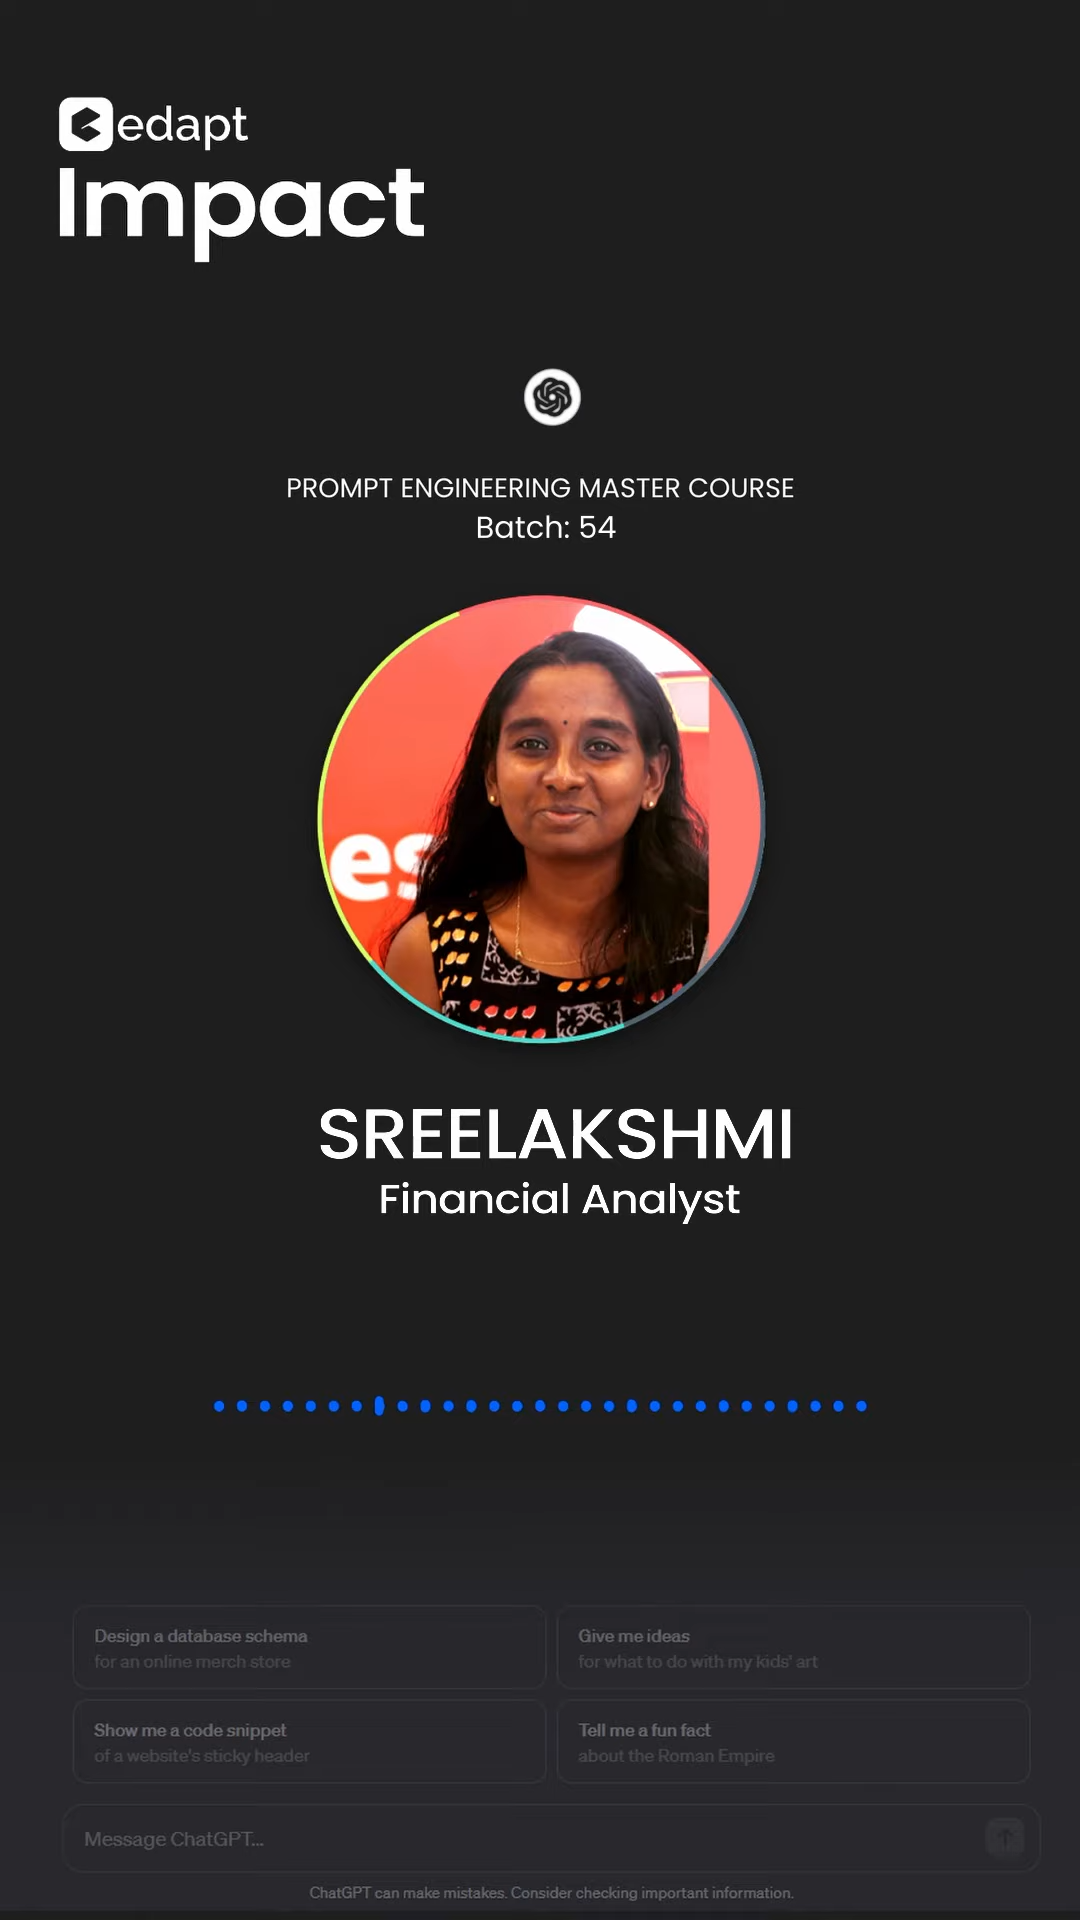 edapt
Impact
PROMPT ENGINEERING MASTER COURSE
Batch: 54
es
SREELAKSHMI
Financial Analyst
Design a database schema
for an online merch store
Give me ideas
for what to do with my kids' art
Show me a code snippet
of a website's sticky header
Tell me a fun fact
about the Roman Empire
Message ChatGPT...
ChatGPT can make mistakes. Consider checking important information.